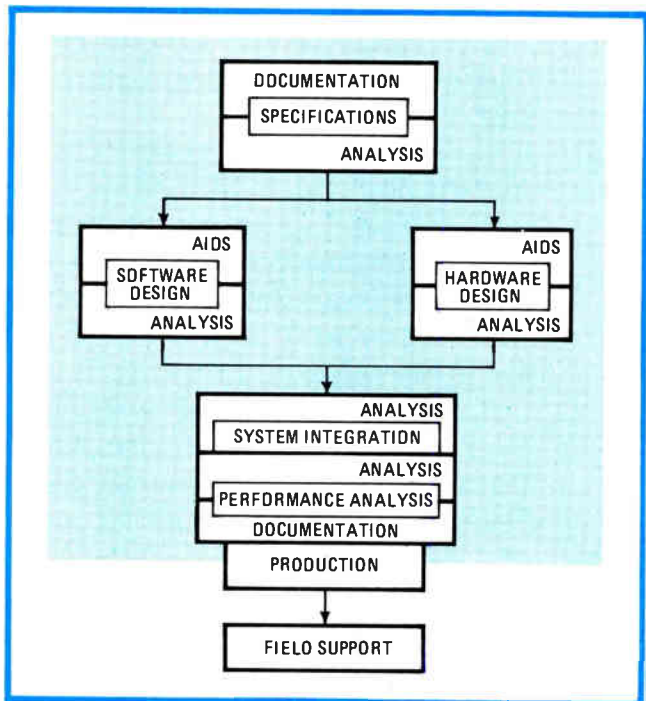 DOCUMENTATION
SPECIFICATIONS
ANALYSIS
AIDS
SOFTWARE
DESIGN
ANALYSIS
AIDS
HARDWARE
DESIGN
ANALYSIS
ANALYSIS
SYSTEM INTEGRATION
ANALYSIS
PERFORMANCE ANALYSIS
DOCUMENTATION
PRODUCTION
FIELD SUPPORT